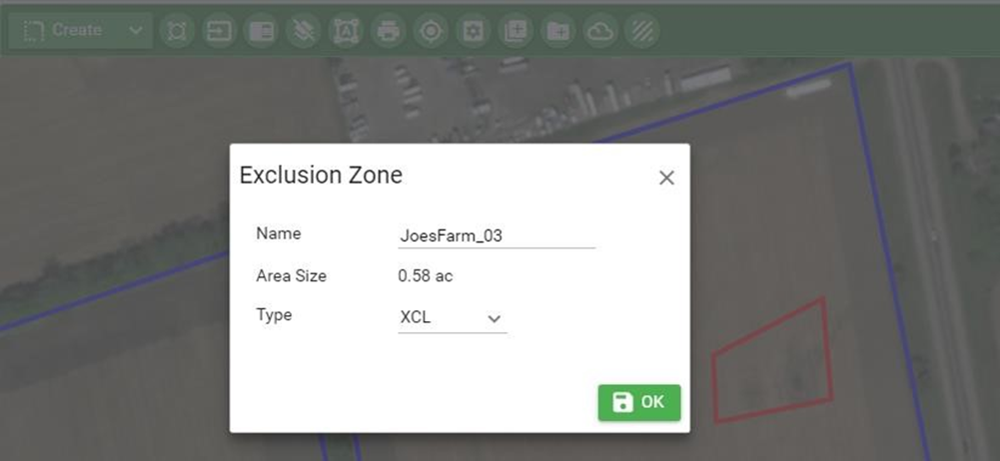 Create
Exclusion Zone
Name JoesFarm_03
Area Size 0.58 ac
Type XCL
OK